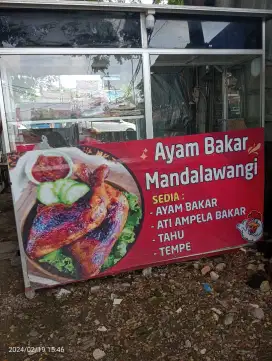 Ayam Bakar
Mandalawangi
SEDIA :
- AYAM BAKAR
- ATI AMPELA BAKAR
- TAHU
- TEMPE
2024/02/19 15:46